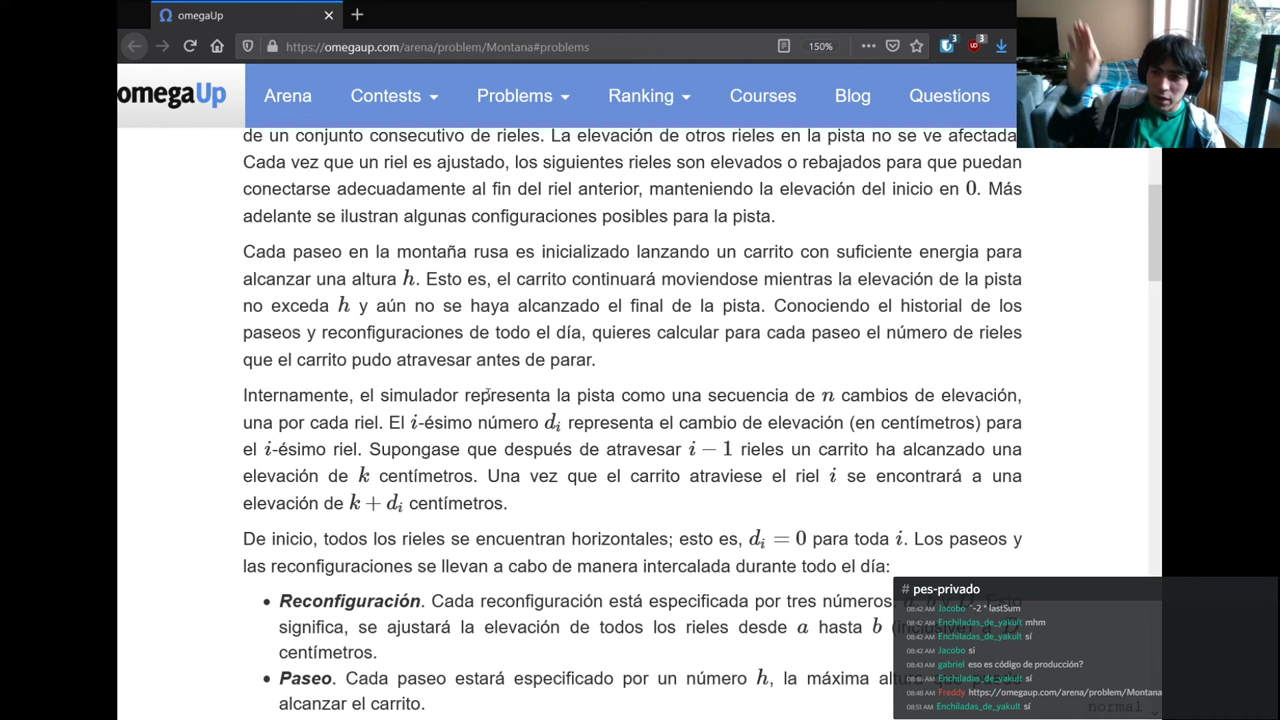 omegaUp
https://omegaup.com/arena/problem/Montana#problems
150%
3
3
omegaUp
Arena
Contests
Problems
Ranking
Courses
Blog
Questions
de un conjunto consecutivo de rieles. La elevación de otros rieles en la pista no se ve afectada.
Cada vez que un riel es ajustado, los siguientes rieles son elevados o rebajados para que puedan
conectarse adecuadamente al fin del riel anterior, manteniendo la elevación del inicio en 0. Más
adelante se ilustran algunas configuraciones posibles para la pista.
Cada paseo en la montaña rusa es inicializado lanzando un carrito con suficiente energia para
alcanzar una altura h. Esto es, el carrito continuará moviendose mientras la elevación de la pista
no exceda h y aún no se haya alcanzado el final de la pista. Conociendo el historial de los
paseos y reconfiguraciones de todo el día, quieres calcular para cada paseo el número de rieles
que el carrito pudo atravesar antes de parar.
Internamente, el simulador representa la pista como una secuencia de n cambios de elevación,
una por cada riel. El i-ésimo número di representa el cambio de elevación (en centímetros) para
el i-ésimo riel. Supongase que después de atravesar i − 1 rieles un carrito ha alcanzado una
elevación de k centímetros. Una vez que el carrito atraviese el riel i se encontrará a una
elevación de k + di centímetros.
De inicio, todos los rieles se encuentran horizontales; esto es, di = 0 para toda i. Los paseos y
las reconfiguraciones se llevan a cabo de manera intercalada durante todo el día:
• Reconfiguración. Cada reconfiguración está especificada por tres números:
significa, se ajustará la elevación de todos los rieles desde a hasta b (inclusive) a D
centímetros.
• Paseo. Cada paseo estará especificado por un número h, la máxima
alcanzar el carrito.
# pes-privado
08:42 AM Jacobo ^-2 * lastSum
08:42 AM Enchiladas_de_yakult mhm
08:42 AM Enchiladas_de_yakult sí
08:42 AM Jacobo si
08:43 AM gabriel eso es código de producción?
Enchiladas_de_yakult sí
08:48 AM Freddy https://omegaup.com/arena/problem/Montana
08:51 AM Enchiladas_de_yakult sí
normal